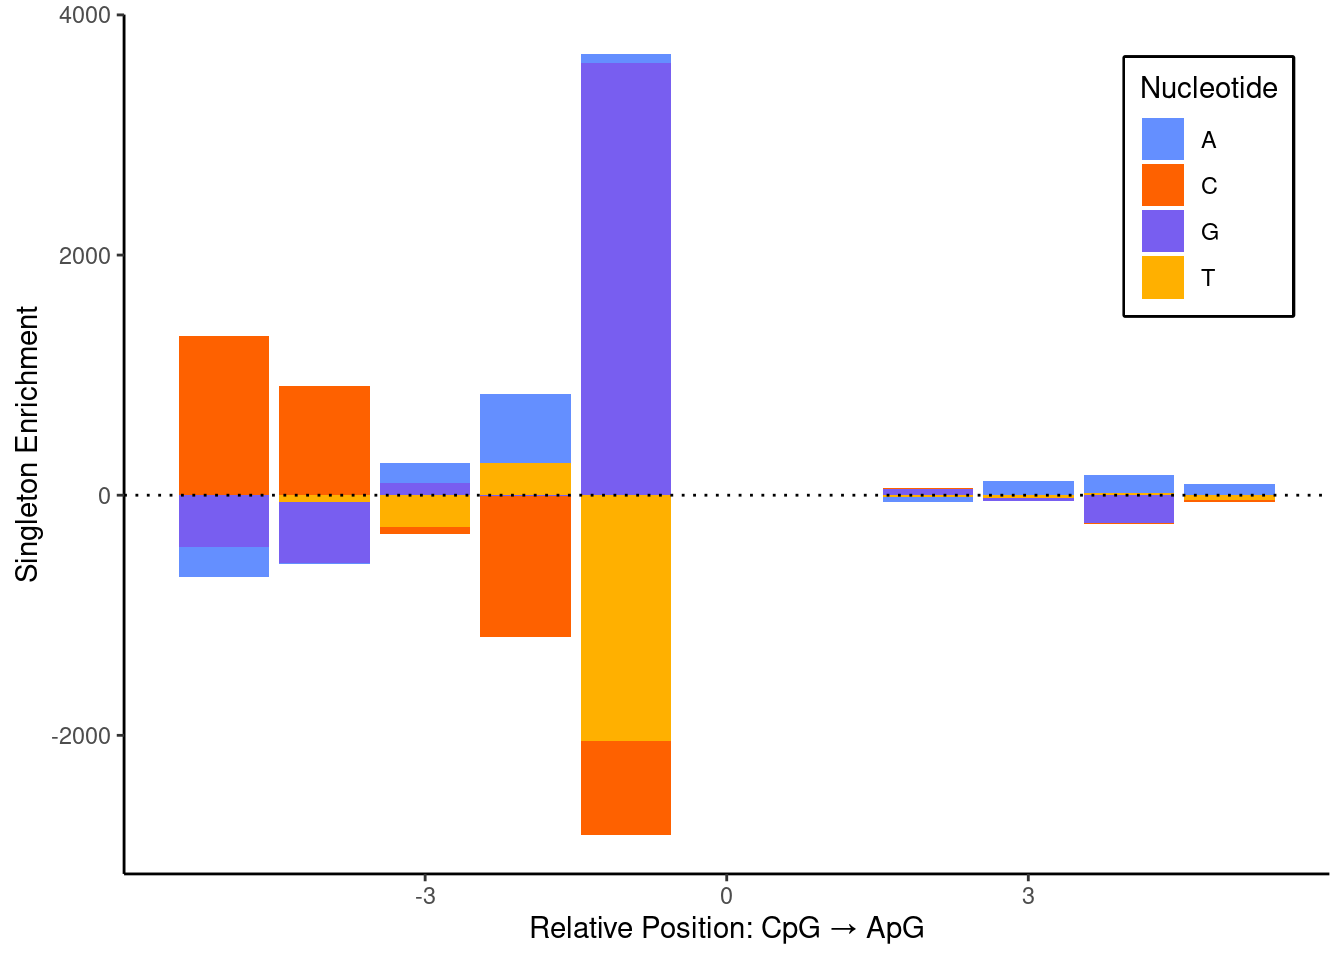 4000
2000
0
-2000
Singleton Enrichment
-3
0
3
Relative Position: CpG → ApG
Nucleotide
A
C
G
T